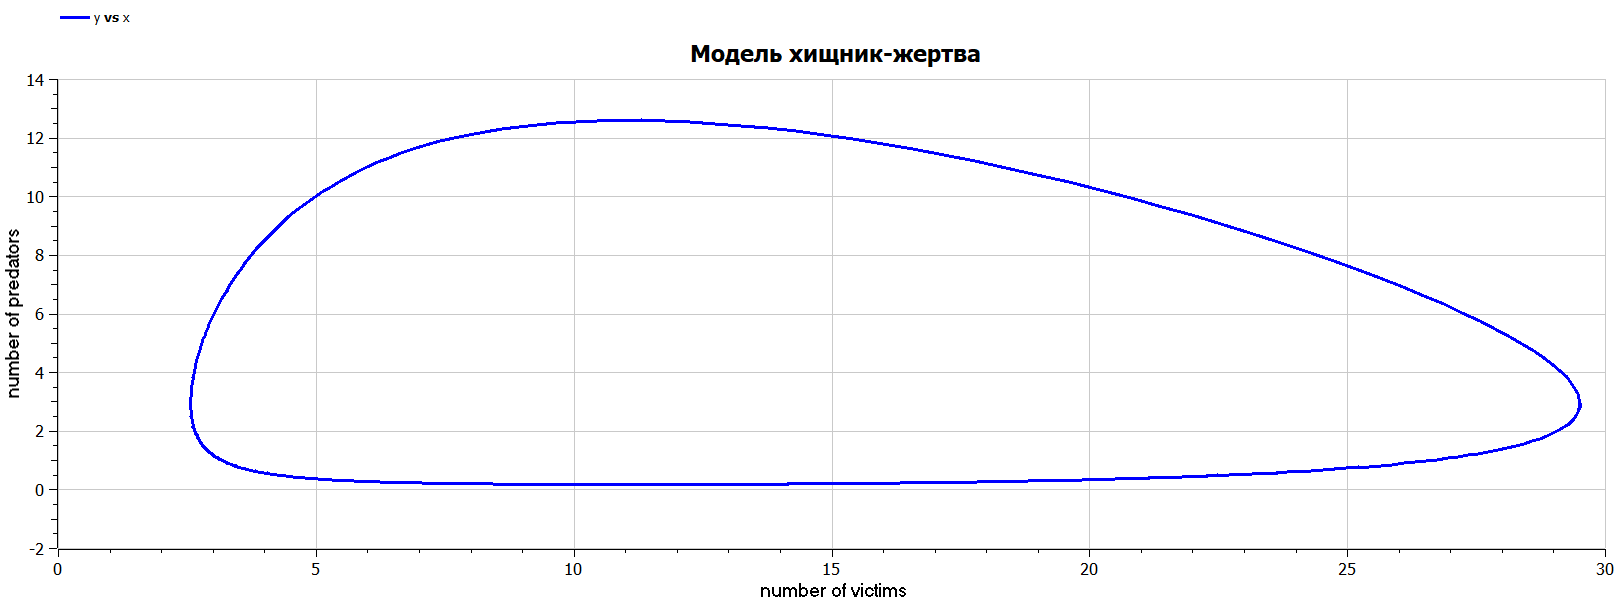 y vs x
Модель хищник-жертва
14
12
10
8
6
4
2
0
-2
number of predators
0 5 10 15 20 25 30
number of victims